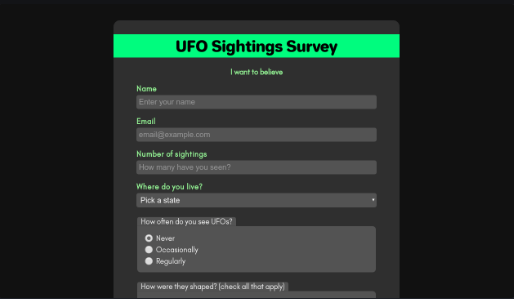 UFO Sightings Survey
I want to believe
Name
Enter your name
Email
email@example.com
Number of sightings
How many have you seen?
Where do you live?
Pick a state
How often do you see UFOs?
Never
Occasionally
Regularly
How were they shaped? (check all that apply)